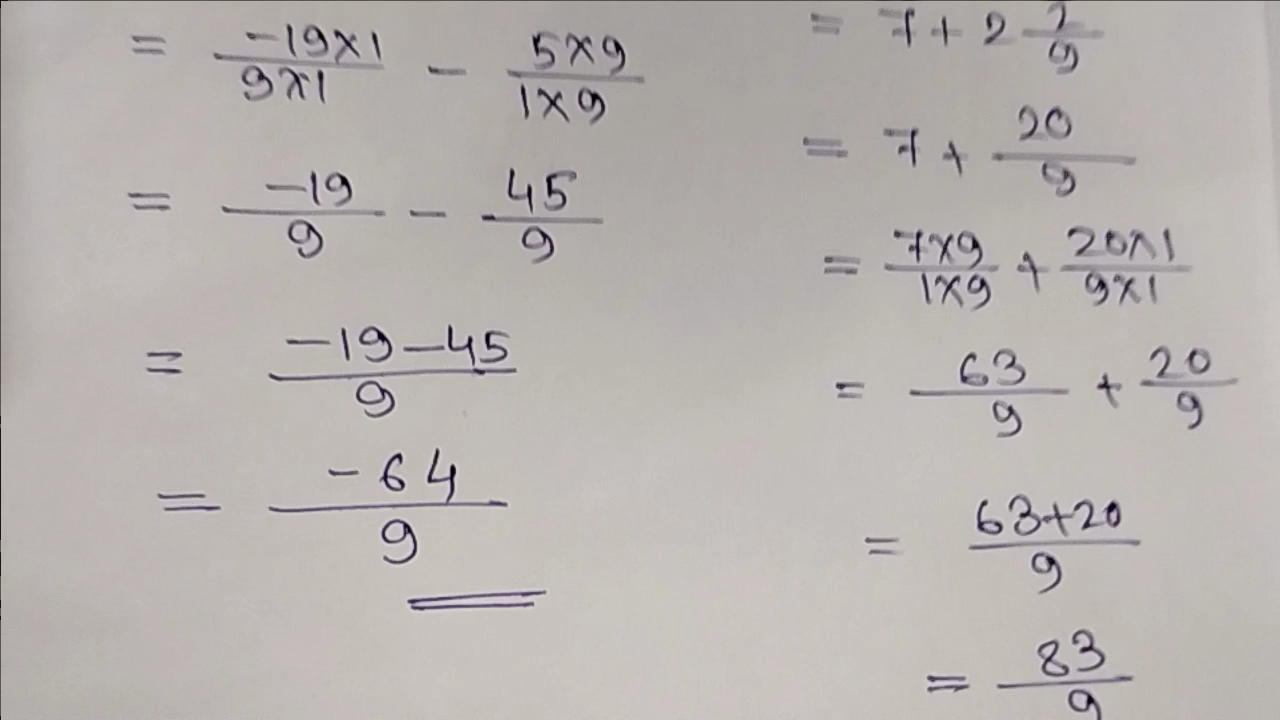 = -19×1/9×1 - 5×9/1×9
= -19/9 - 45/9
= -19-45/9
= -64/9
= 7+2 2/9
= 7+ 20/9
= 7×9/1×9 + 20×1/9×1
= 63/9 + 20/9
= 63+20/9
= 83/9